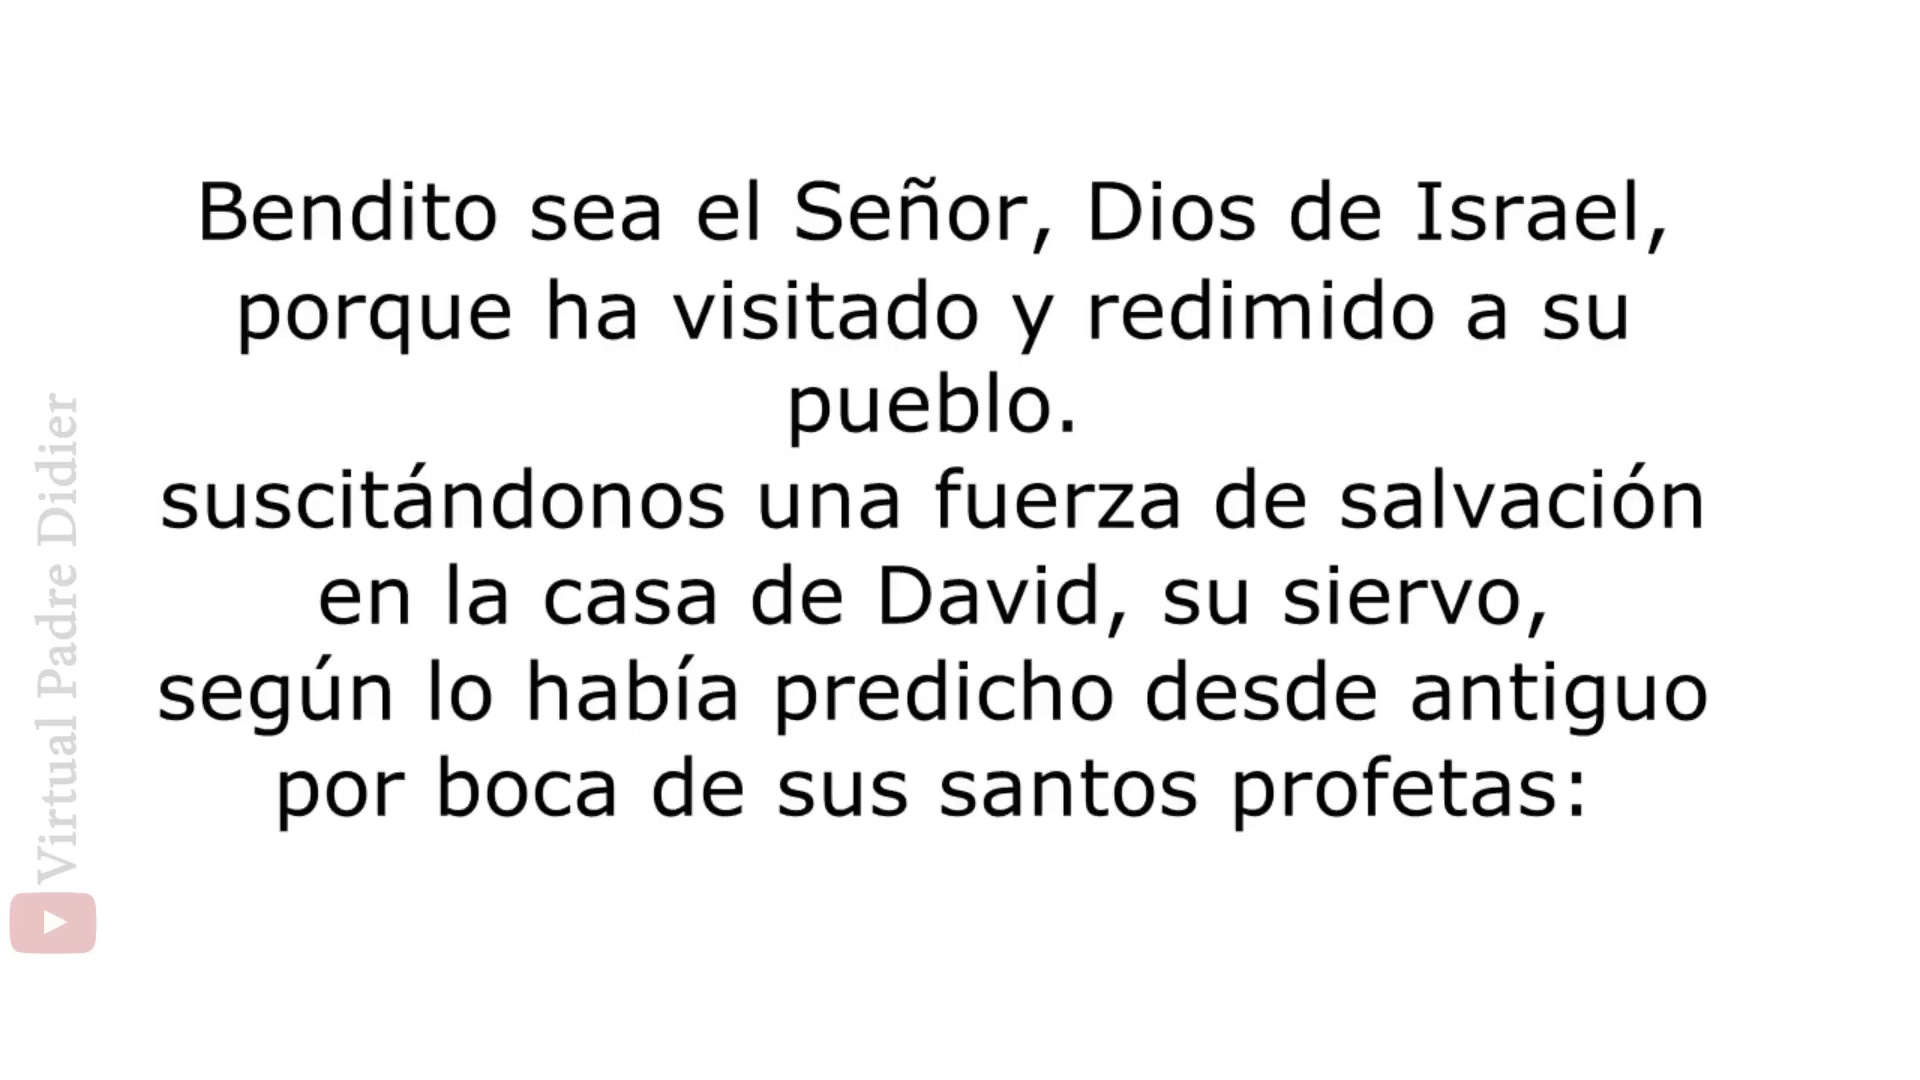 Bendito sea el Señor, Dios de Israel,
porque ha visitado y redimido a su
pueblo.
suscitándonos una fuerza de salvación
en la casa de David, su siervo,
según lo había predicho desde antiguo
por boca de sus santos profetas:
Virtual Padre Didier